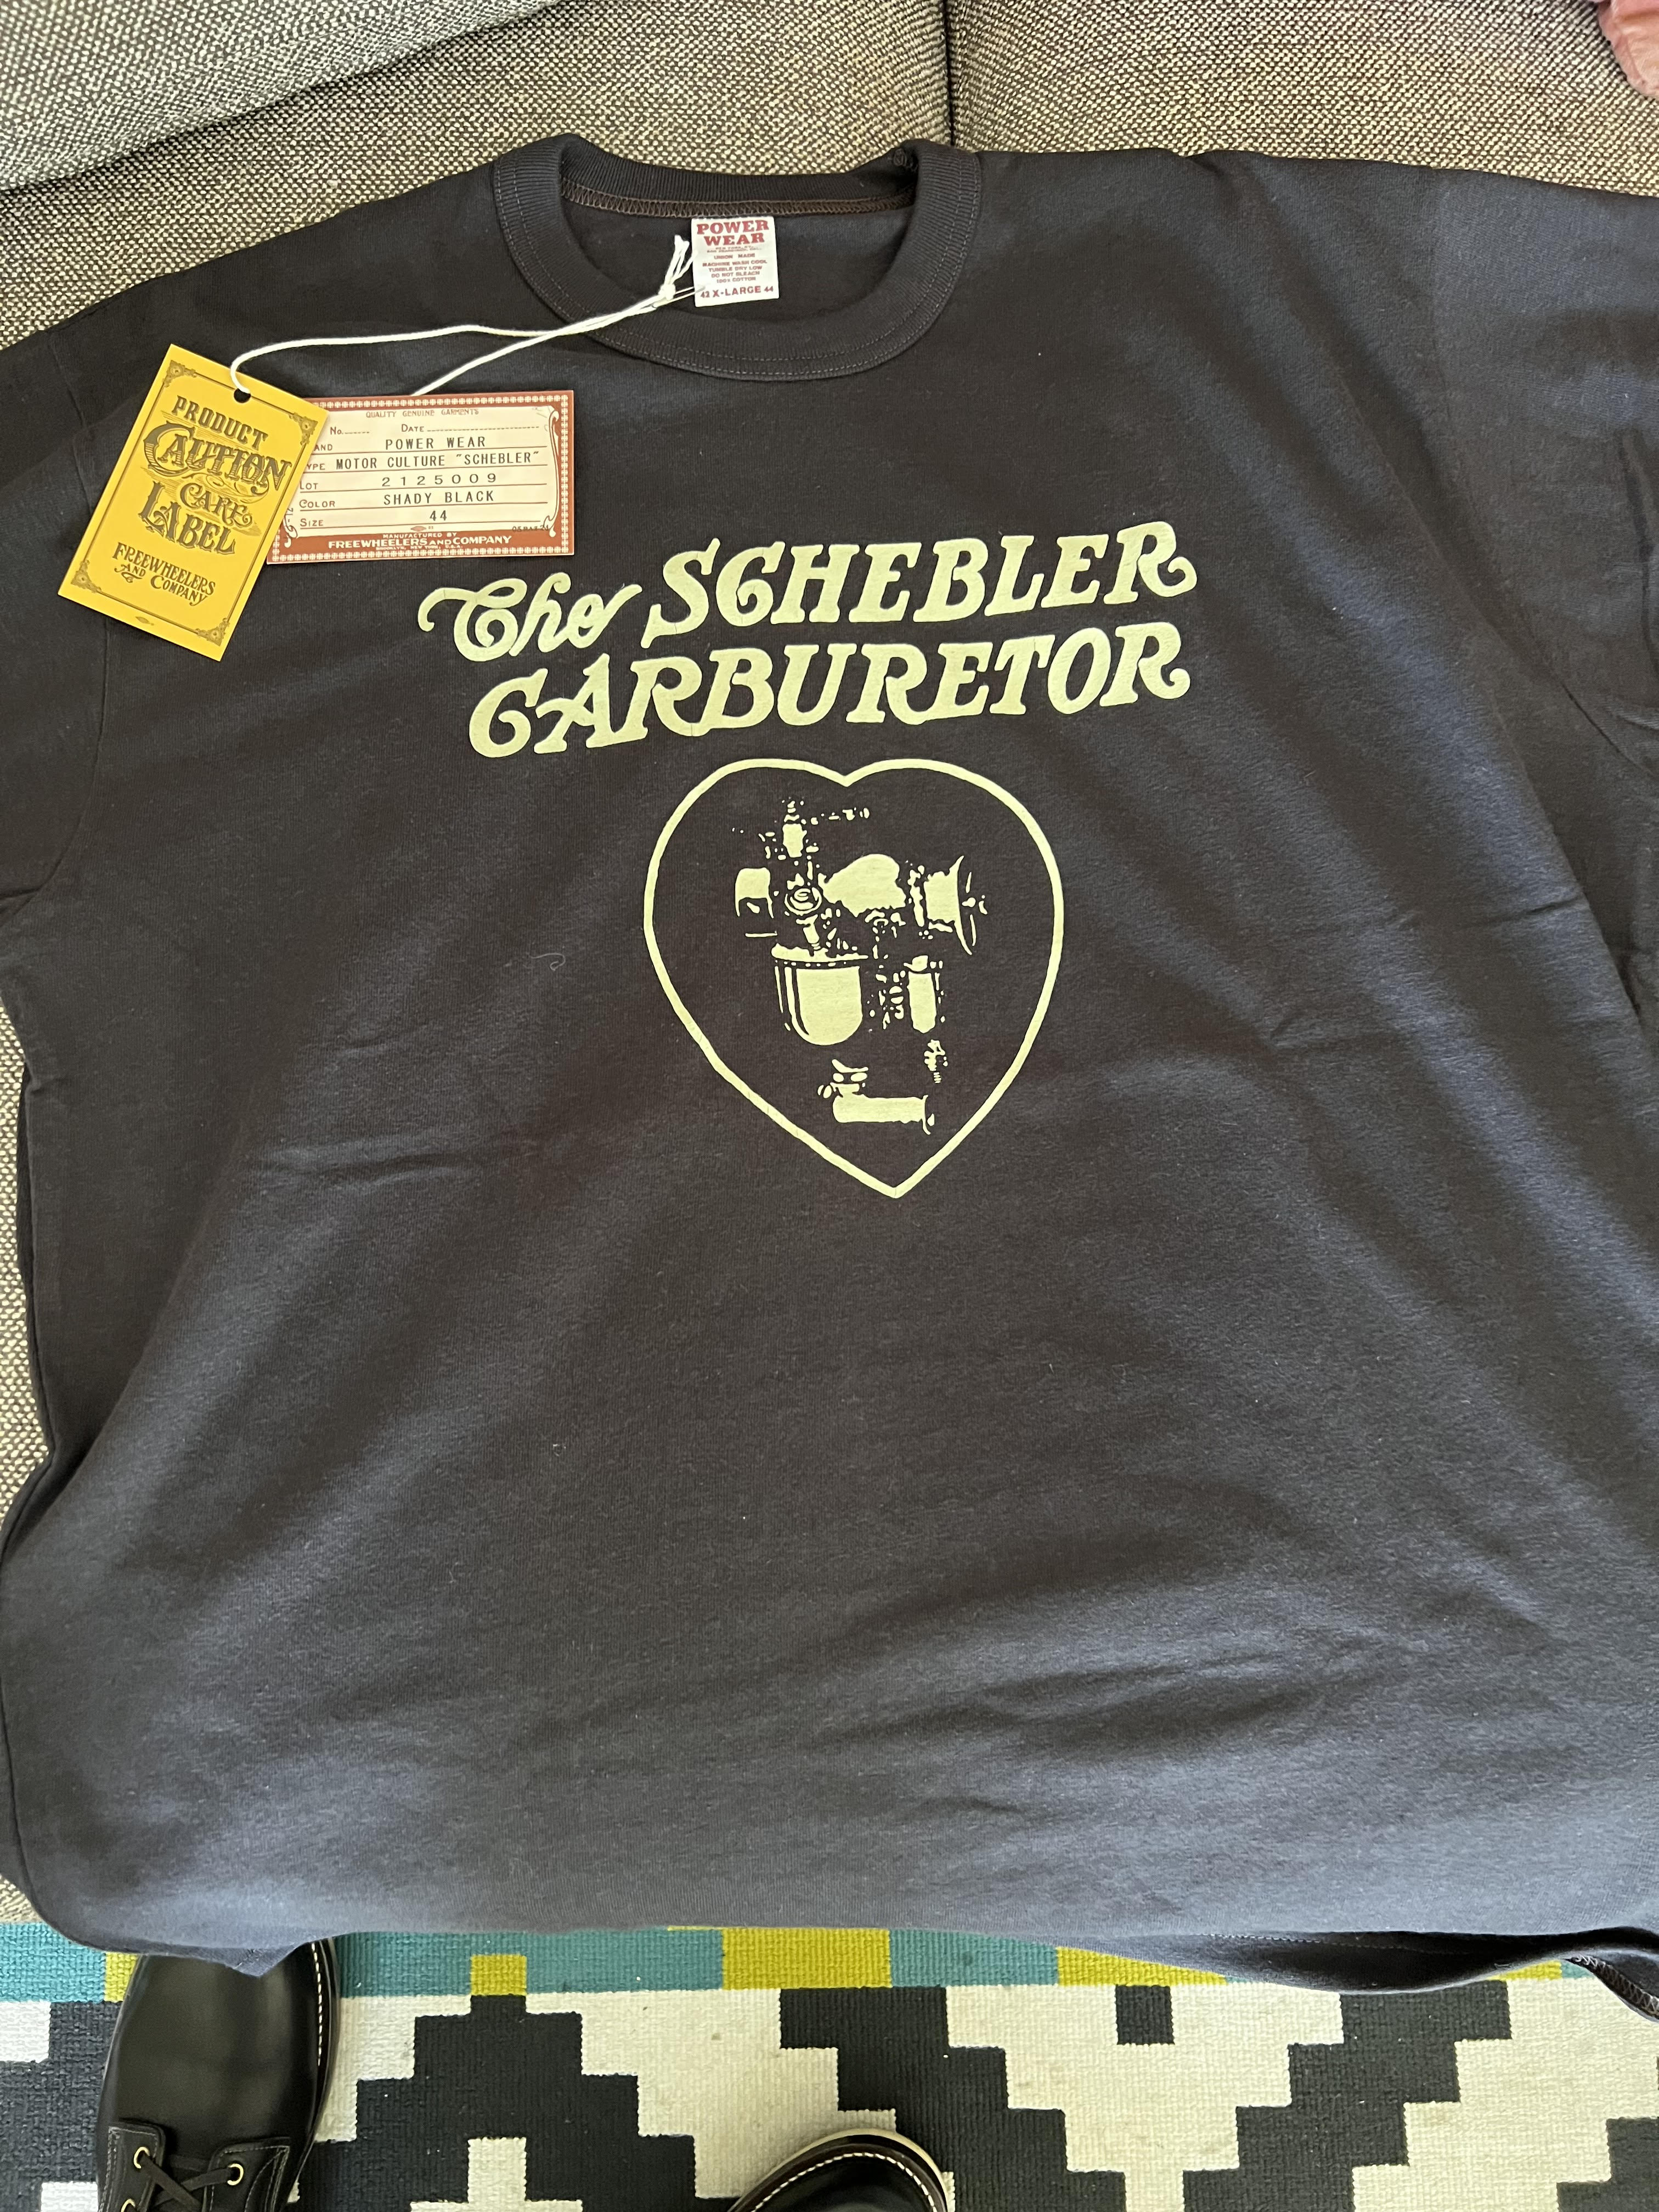 POWER
WEAR
UNION MADE
MACHINE WASH COOL
TUMBLE DRY LOW
DO NOT BLEACH
100% COTTON
42 X-LARGE 44
PRODUCT
CAUTION
CARE
LABEL
FREEWHEELERS
AND COMPANY
QUALITY GENUINE GARMENTS
No. Date
AND POWER WEAR
YPE MOTOR CULTURE "SCHEBLER"
LOT 2125009
COLOR SHADY BLACK
SIZE 44
MANUFACTURED BY
FREEWHEELERS AND COMPANY
The SCHEBLER
CARBURETOR